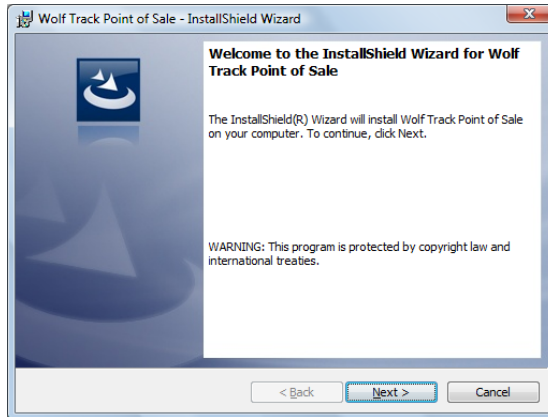 Wolf Track Point of Sale - InstallShield Wizard
Welcome to the InstallShield Wizard for Wolf
Track Point of Sale
The InstallShield(R) Wizard will install Wolf Track Point of Sale
on your computer. To continue, click Next.
WARNING: This program is protected by copyright law and
international treaties.
< Back
Next >
Cancel